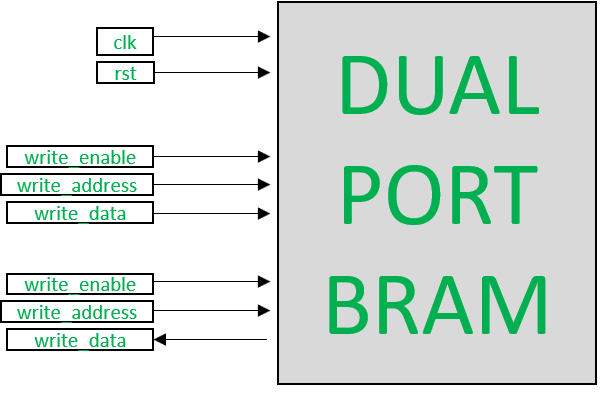 clk
rst
write_enable
write_address
write_data
write_enable
write_address
write_data
DUAL
PORT
BRAM